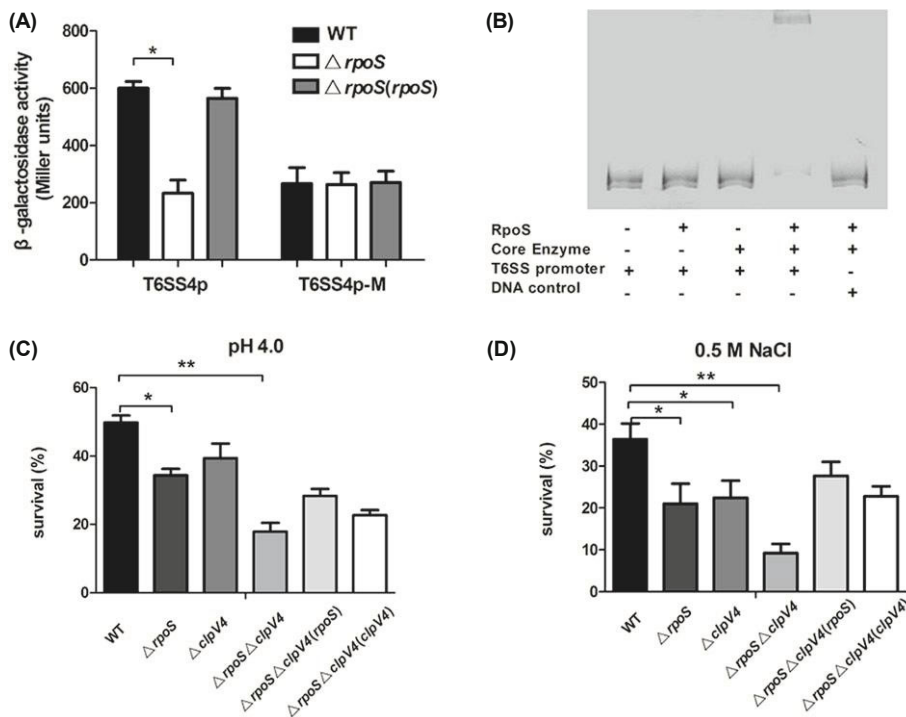 (A)
β-galactosidase activity
(Miller units)
800
600
400
200
0
*
WT
△rpoS
△rpoS(rpoS)
T6SS4p
T6SS4p-M
(B)
RpoS - + - + +
Core Enzyme - - + + +
T6SS promoter + + + + -
DNA control - - - - +
(C)
pH 4.0
survival (%)
60
40
20
0
**
*
WT
△rpoS
△clpV4
△rpoS△clpV4
△rpoS△clpV4(rpoS)
△rpoS△clpV4(clpV4)
(D)
0.5 M NaCl
survival (%)
50
40
30
20
10
0
**
*
*
WT
△rpoS
△clpV4
△rpoS△clpV4
△rpoS△clpV4(rpoS)
△rpoS△clpV4(clpV4)